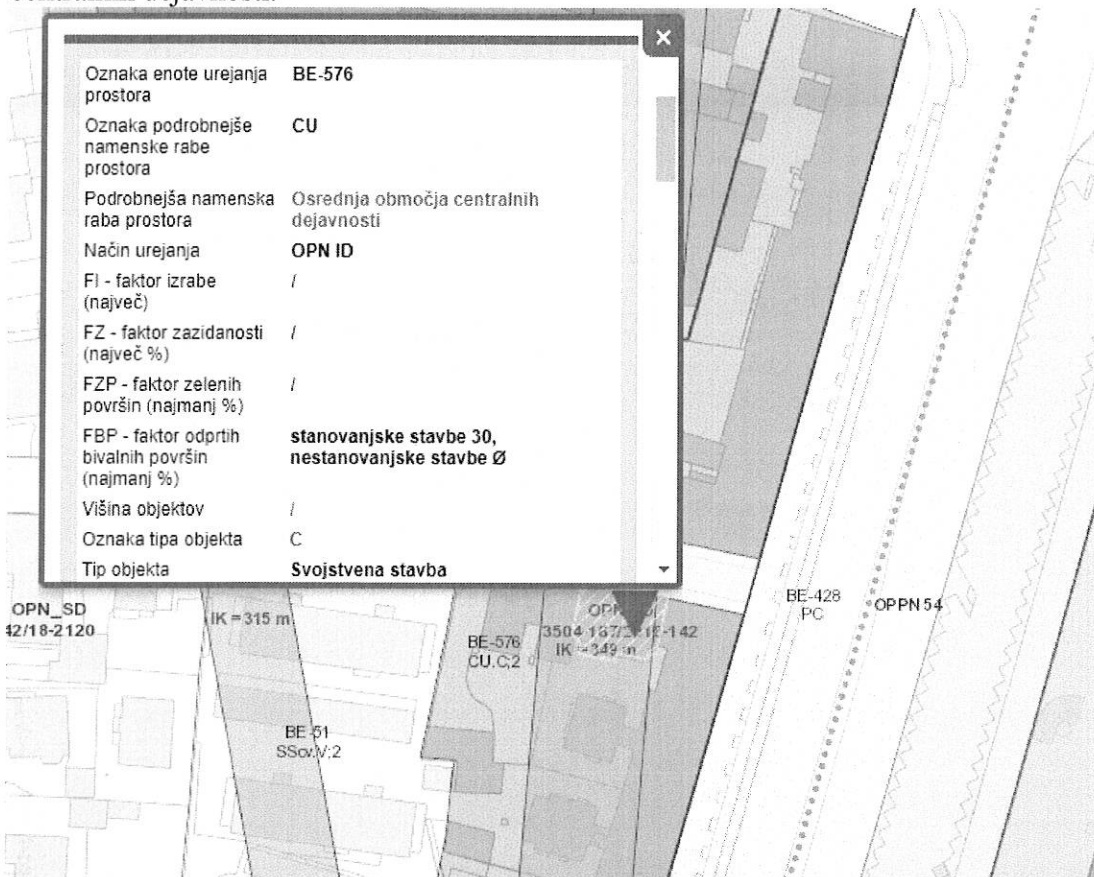 Oznaka enote urejanja prostora BE-576
Oznaka podrobnejše namenske rabe prostora CU
Podrobnejša namenska raba prostora Osrednja območja centralnih dejavnosti
Način urejanja OPN ID
FI - faktor izrabe (največ) /
FZ - faktor zazidanosti (največ %) /
FZP - faktor zelenih površin (najmanj %) /
FBP - faktor odprtih bivalnih površin (najmanj %) stanovanjske stavbe 30, nestanovanjske stavbe Ø
Višina objektov /
Oznaka tipa objekta C
Tip objekta Svojstvena stavba
OPN_SD
42/18-2120
IK = 315 m
BE-576
CU.C;2
IK = 349 m
BE-428
PC
OPPN 54
BE-51
SSov.V;2